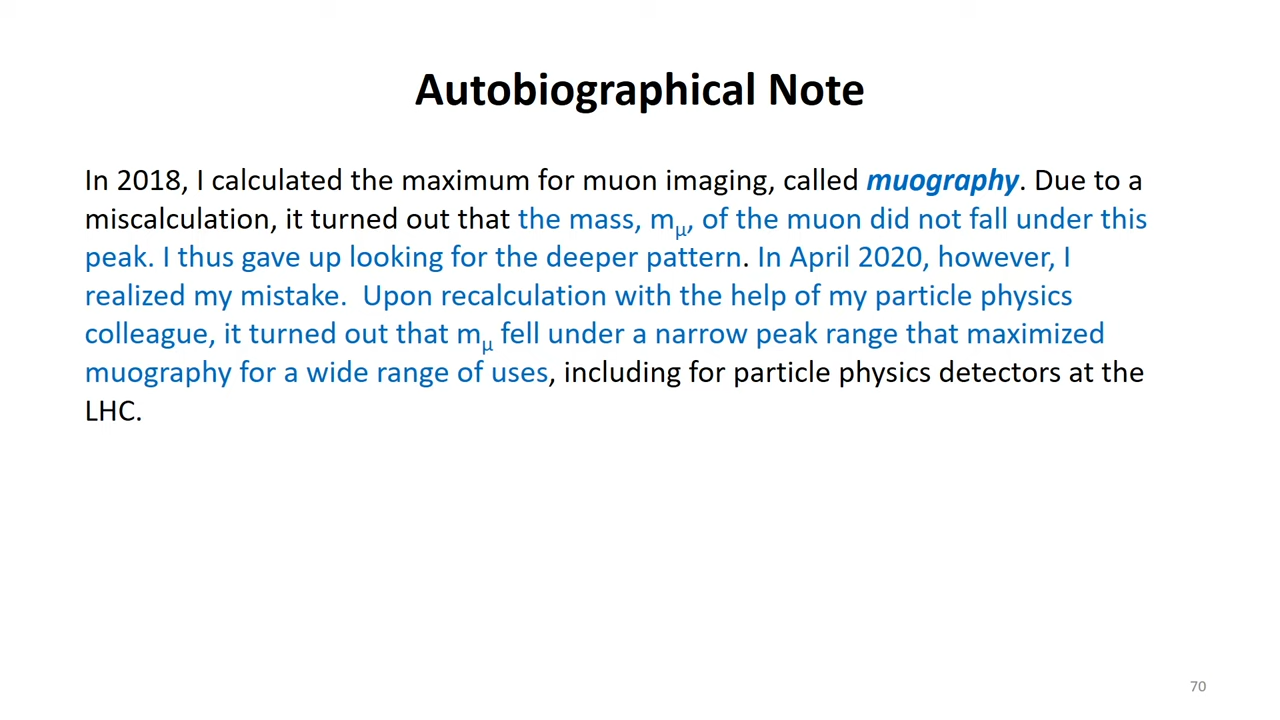 Autobiographical Note
In 2018, I calculated the maximum for muon imaging, called muography. Due to a
miscalculation, it turned out that the mass, mμ, of the muon did not fall under this
peak. I thus gave up looking for the deeper pattern. In April 2020, however, I
realized my mistake.  Upon recalculation with the help of my particle physics
colleague, it turned out that mμ fell under a narrow peak range that maximized
muography for a wide range of uses, including for particle physics detectors at the
LHC.
70